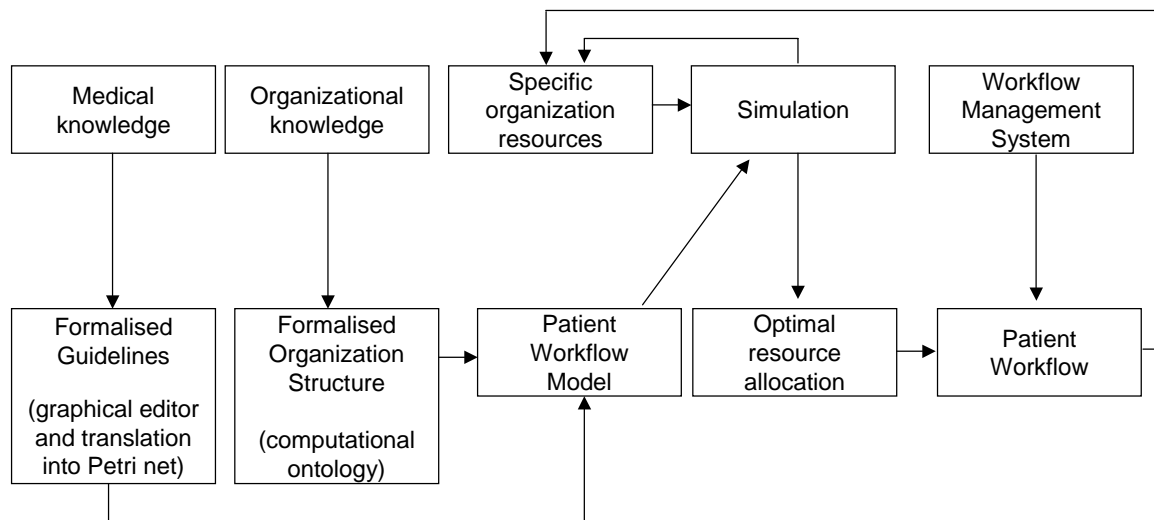 Medical
knowledge
Organizational
knowledge
Specific
organization
resources
Simulation
Workflow
Management
System
Formalised
Guidelines
(graphical editor
and translation
into Petri net)
Formalised
Organization
Structure
(computational
ontology)
Patient
Workflow
Model
Optimal
resource
allocation
Patient
Workflow